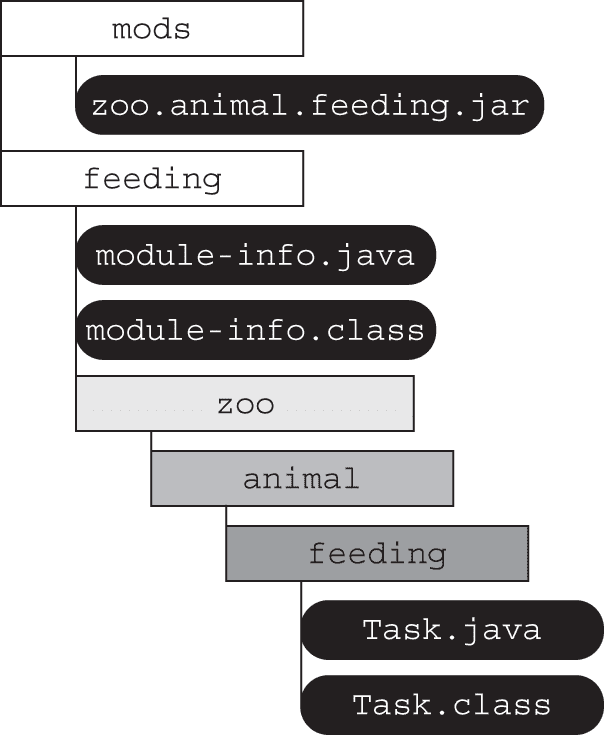 mods
zoo.animal.feeding.jar
feeding
module-info.java
module-info.class
zoo
animal
feeding
Task.java
Task.class